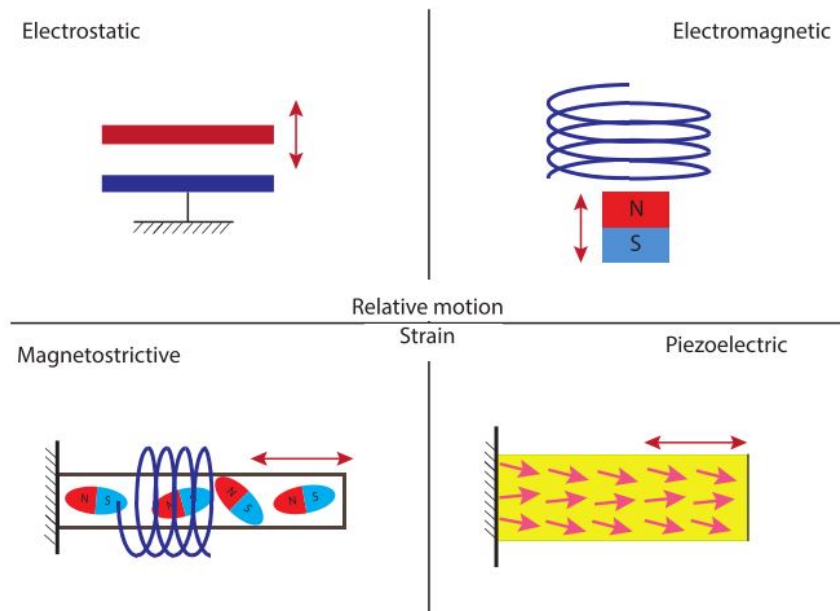 Electrostatic
Electromagnetic
N
S
Relative motion
Strain
Magnetostrictive
Piezoelectric
N S
N S
N S
N S